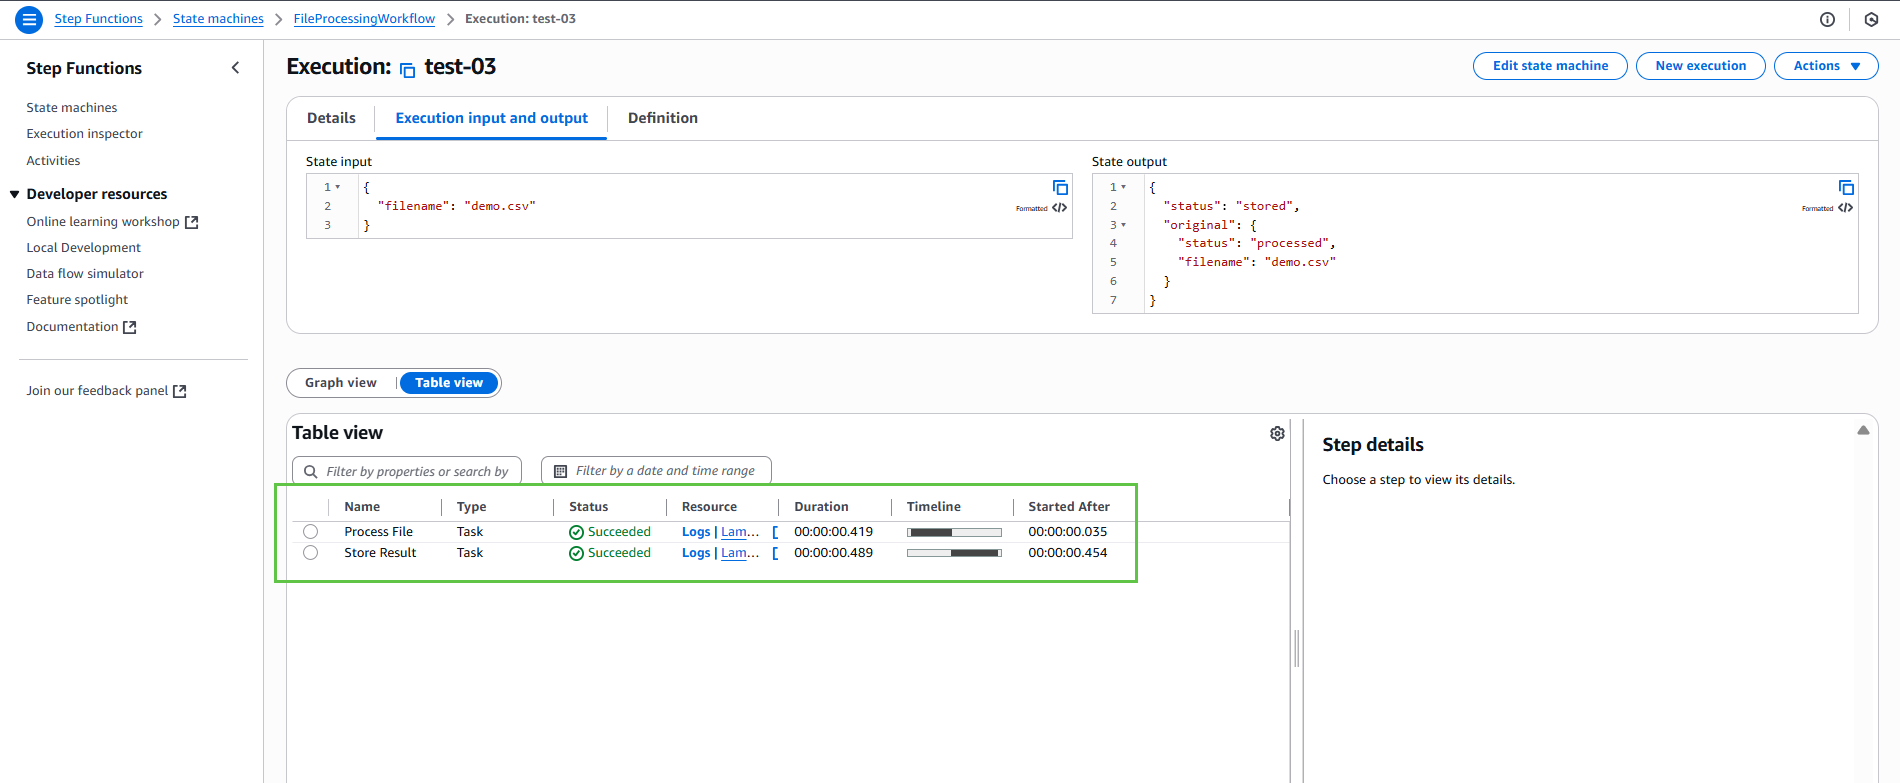 Step Functions > State machines > FileProcessingWorkflow > Execution: test-03
Step Functions
State machines
Execution inspector
Activities
Developer resources
Online learning workshop
Local Development
Data flow simulator
Feature spotlight
Documentation
Join our feedback panel
Execution: test-03
Edit state machine
New execution
Actions
Details
Execution input and output
Definition
State input
1 {
2 "filename": "demo.csv"
3 }
Formatted </>
State output
1 {
2 "status": "stored",
3 "original": {
4 "status": "processed",
5 "filename": "demo.csv"
6 }
7 }
Formatted </>
Graph view
Table view
Table view
Filter by properties or search by
Filter by a date and time range
Name Type Status Resource Duration Timeline Started After
Process File Task Succeeded Logs | Lam... [ 00:00:00.419 00:00:00.035
Store Result Task Succeeded Logs | Lam... [ 00:00:00.489 00:00:00.454
Step details
Choose a step to view its details.